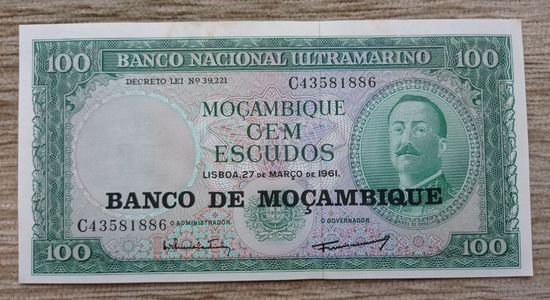 100 BANCO NACIONAL ULTRAMARINO 100
DECRETO LEI Nº 39,221 C43581886
MOÇAMBIQUE
CEM
ESCUDOS
LISBOA, 27 DE MARÇO DE 1961.
BANCO DE MOÇAMBIQUE
C43581886 O ADMINISTRADOR O GOVERNADOR
100 100